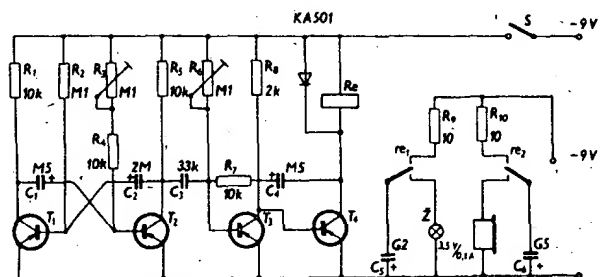 KA501
S
-9V
R1
10k
R2
M1
R3
M1
R5
10k
R6
M1
R8
2k
Re
R4
10k
R9
10
R10
10
-9V
M5
+
C1
+
2M
C2
33k
C3
R7
10k
+
M5
C4
re1
re2
T1
T2
T3
T4
G2
C5
+
Ž
3,5V/0,3A
G5
C6
+